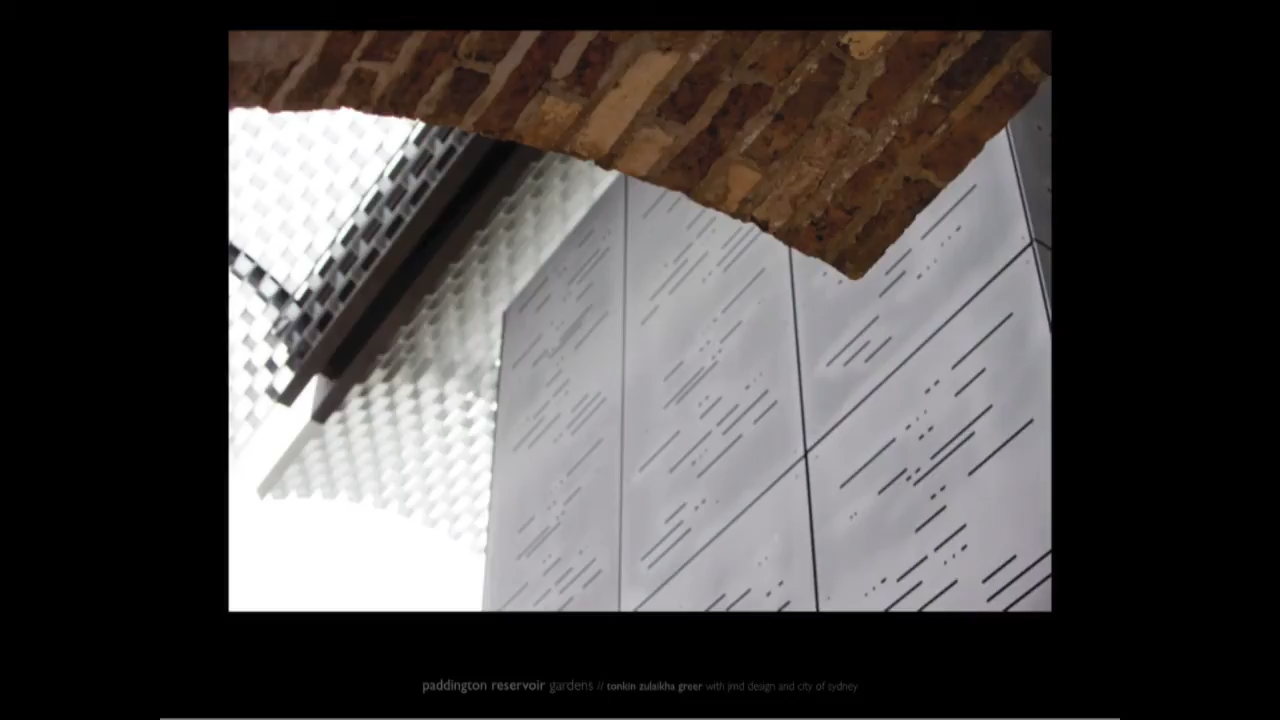 paddington reservoir gardens // tonkin zulaikha greer with jmd design and city of sydney